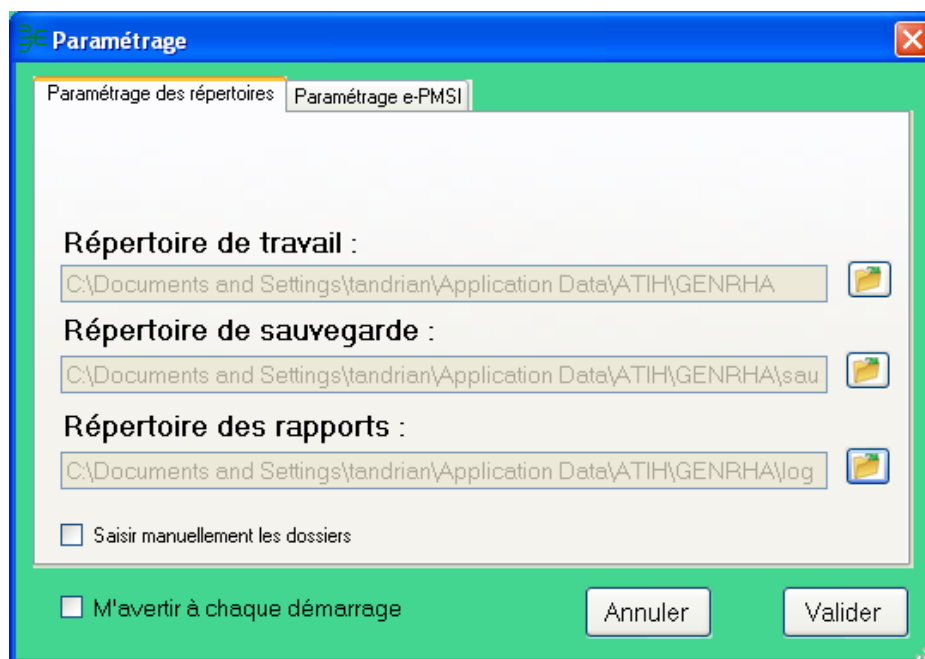 Paramétrage
Paramétrage des répertoires
Paramétrage e-PMSI
Répertoire de travail :
C:\Documents and Settings\tandrian\Application Data\ATIH\GENRHA
Répertoire de sauvegarde :
C:\Documents and Settings\tandrian\Application Data\ATIH\GENRHA\sau
Répertoire des rapports :
C:\Documents and Settings\tandrian\Application Data\ATIH\GENRHA\log
Saisir manuellement les dossiers
M'avertir à chaque démarrage
Annuler
Valider